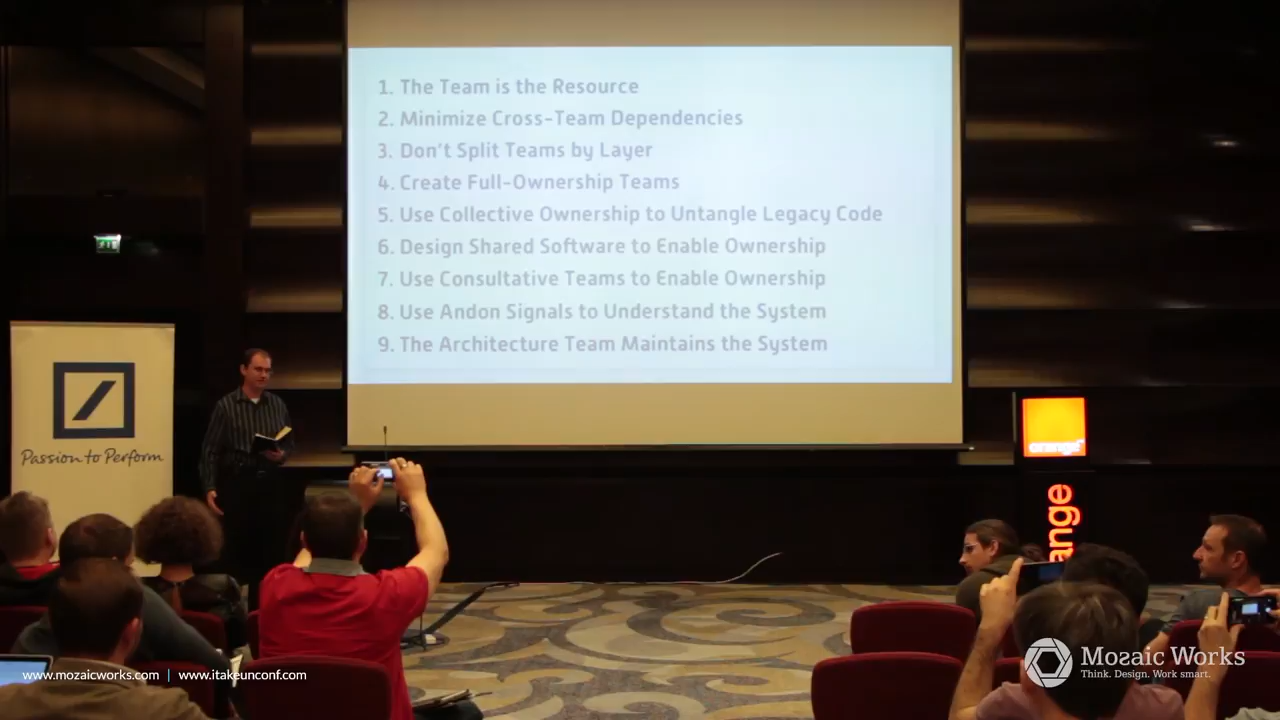 1. The Team is the Resource
2. Minimize Cross-Team Dependencies
3. Don't Split Teams by Layer
4. Create Full-Ownership Teams
5. Use Collective Ownership to Untangle Legacy Code
6. Design Shared Software to Enable Ownership
7. Use Consultative Teams to Enable Ownership
8. Use Andon Signals to Understand the System
9. The Architecture Team Maintains the System
Passion to Perform
orange
ange
www.mozaicworks.com | www.itakeunconf.com
Mozaic Works
Think. Design. Work smart.